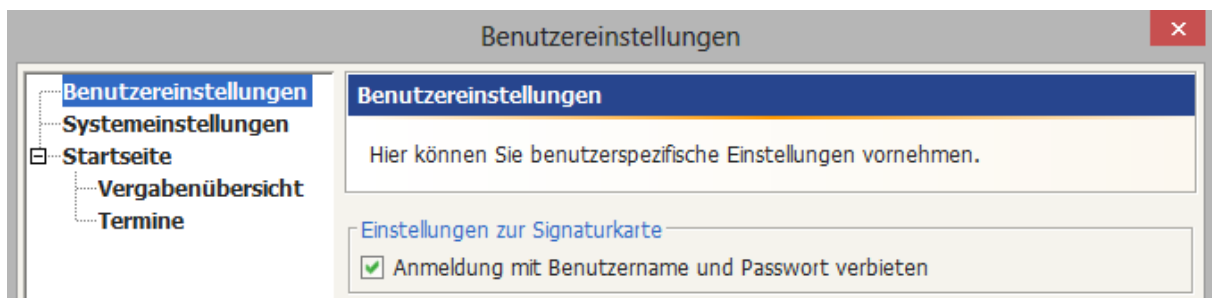 Benutzereinstellungen
Benutzereinstellungen
Systemeinstellungen
Startseite
Vergabenübersicht
Termine
Benutzereinstellungen
Hier können Sie benutzerspezifische Einstellungen vornehmen.
Einstellungen zur Signaturkarte
Anmeldung mit Benutzername und Passwort verbieten